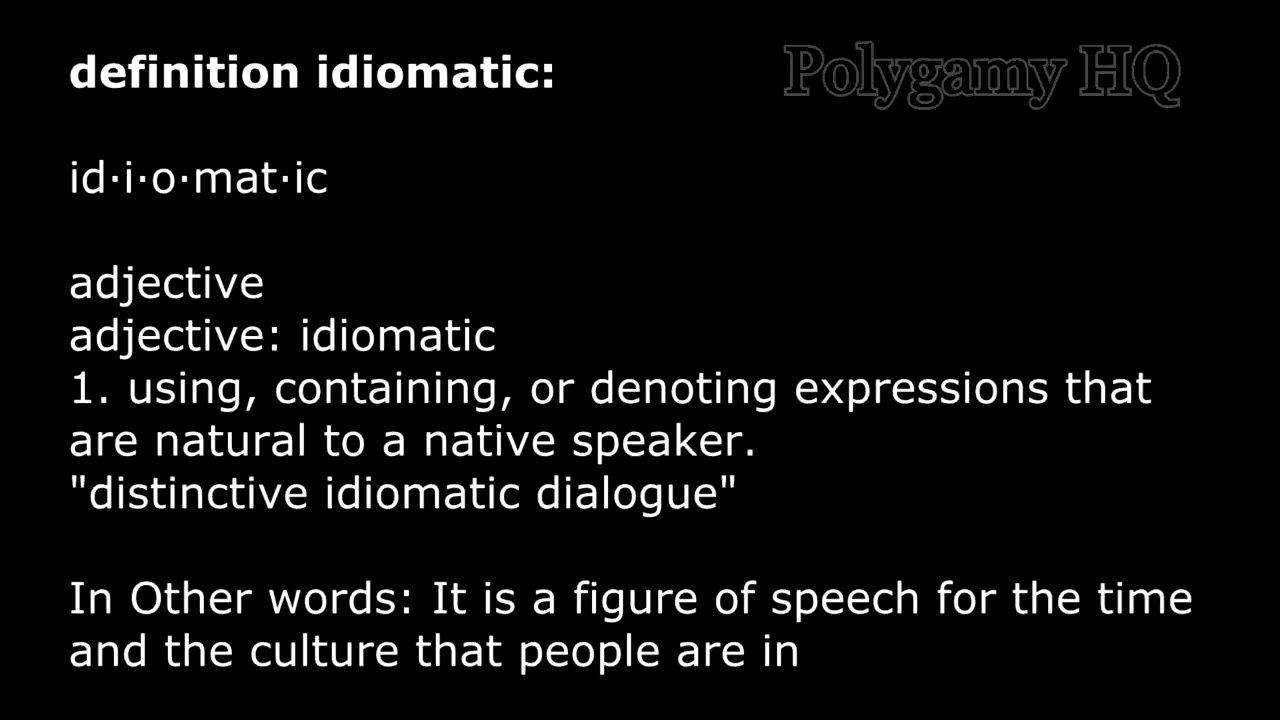 definition idiomatic:
Polygamy HQ
id·i·o·mat·ic
adjective
adjective: idiomatic
1. using, containing, or denoting expressions that
are natural to a native speaker.
"distinctive idiomatic dialogue"
In Other words: It is a figure of speech for the time
and the culture that people are in